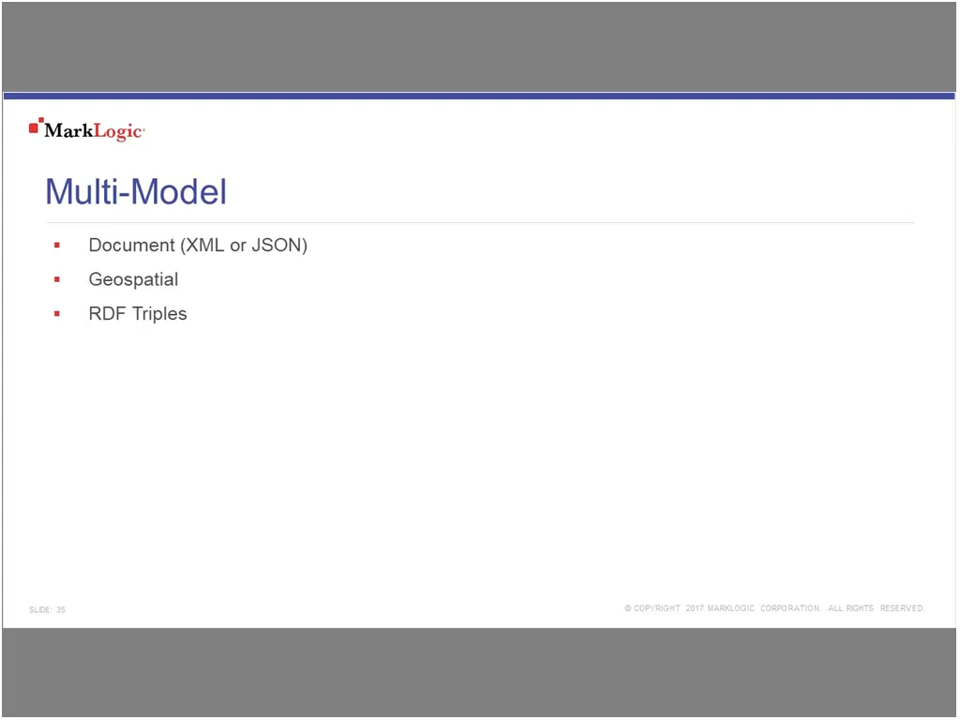 MarkLogic
Multi-Model
▪ Document (XML or JSON)
▪ Geospatial
▪ RDF Triples
SLIDE: 35
© COPYRIGHT 2017 MARKLOGIC CORPORATION. ALL RIGHTS RESERVED.